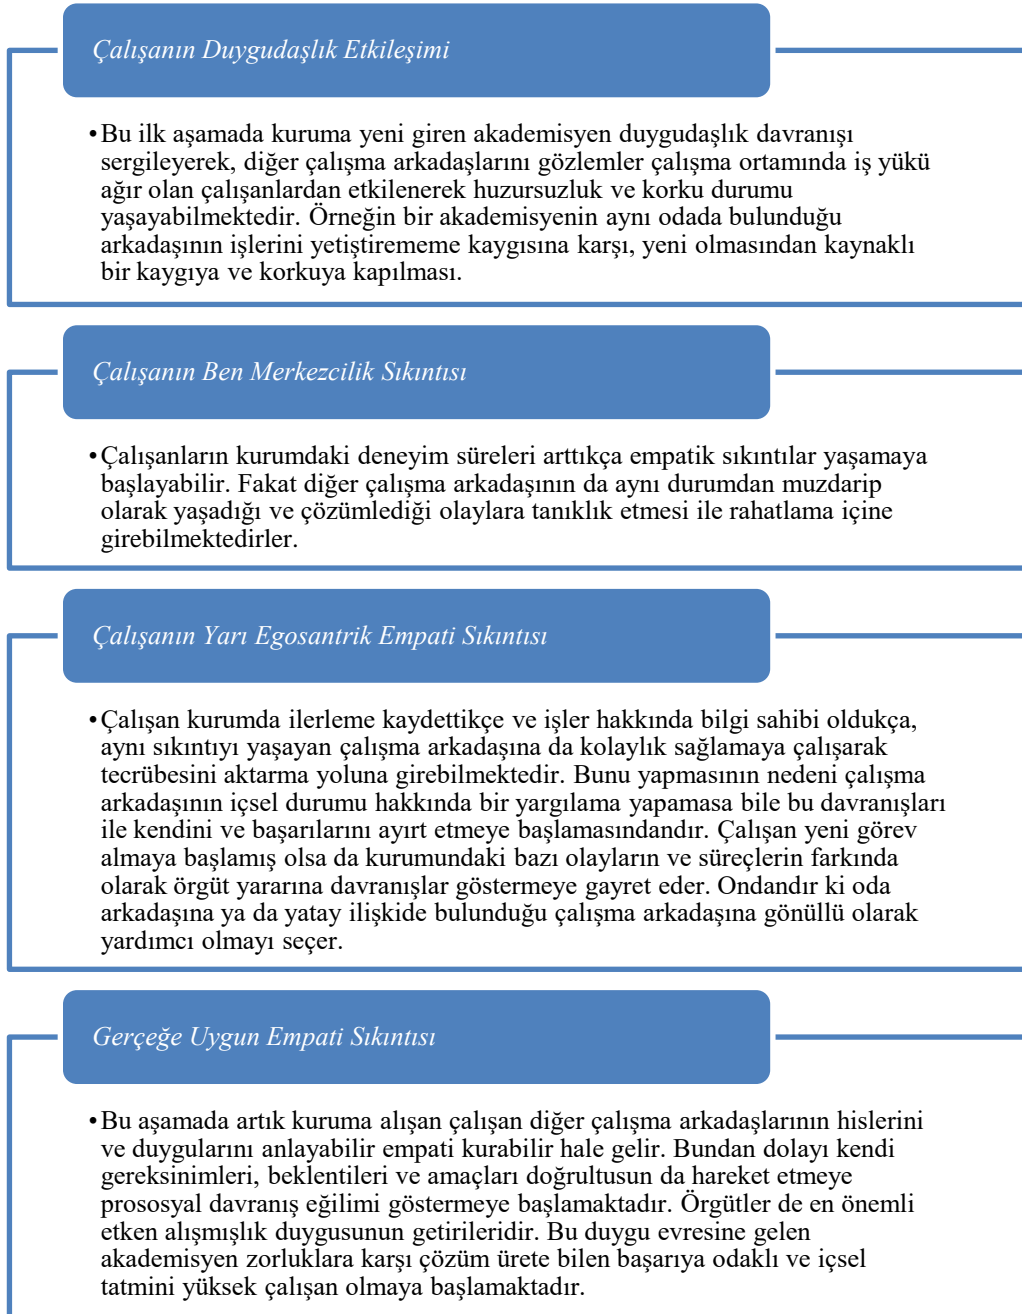 Çalışanın Duygudaşlık Etkileşimi
•Bu ilk aşamada kuruma yeni giren akademisyen duygudaşlık davranışı
sergileyerek, diğer çalışma arkadaşlarını gözlemler çalışma ortamında iş yükü
ağır olan çalışanlardan etkilenerek huzursuzluk ve korku durumu
yaşayabilmektedir. Örneğin bir akademisyenin aynı odada bulunduğu
arkadaşının işlerini yetiştirememe kaygısına karşı, yeni olmasından kaynaklı
bir kaygıya ve korkuya kapılması.
Çalışanın Ben Merkezcilik Sıkıntısı
•Çalışanların kurumdaki deneyim süreleri arttıkça empatik sıkıntılar yaşamaya
başlayabilir. Fakat diğer çalışma arkadaşının da aynı durumdan muzdarip
olarak yaşadığı ve çözümlediği olaylara tanıklık etmesi ile rahatlama içine
girebilmektedirler.
Çalışanın Yarı Egosantrik Empati Sıkıntısı
•Çalışan kurumda ilerleme kaydettikçe ve işler hakkında bilgi sahibi oldukça,
aynı sıkıntıyı yaşayan çalışma arkadaşına da kolaylık sağlamaya çalışarak
tecrübesini aktarma yoluna girebilmektedir. Bunu yapmasının nedeni çalışma
arkadaşının içsel durumu hakkında bir yargılama yapamasa bile bu davranışları
ile kendini ve başarılarını ayırt etmeye başlamasındandır. Çalışan yeni görev
almaya başlamış olsa da kurumundaki bazı olayların ve süreçlerin farkında
olarak örgüt yararına davranışlar göstermeye gayret eder. Ondandır ki oda
arkadaşına ya da yatay ilişkide bulunduğu çalışma arkadaşına gönüllü olarak
yardımcı olmayı seçer.
Gerçeğe Uygun Empati Sıkıntısı
•Bu aşamada artık kuruma alışan çalışan diğer çalışma arkadaşlarının hislerini
ve duygularını anlayabilir empati kurabilir hale gelir. Bundan dolayı kendi
gereksinimleri, beklentileri ve amaçları doğrultusun da hareket etmeye
prososyal davranış eğilimi göstermeye başlamaktadır. Örgütler de en önemli
etken alışmışlık duygusunun getirileridir. Bu duygu evresine gelen
akademisyen zorluklara karşı çözüm ürete bilen başarıya odaklı ve içsel
tatmini yüksek çalışan olmaya başlamaktadır.